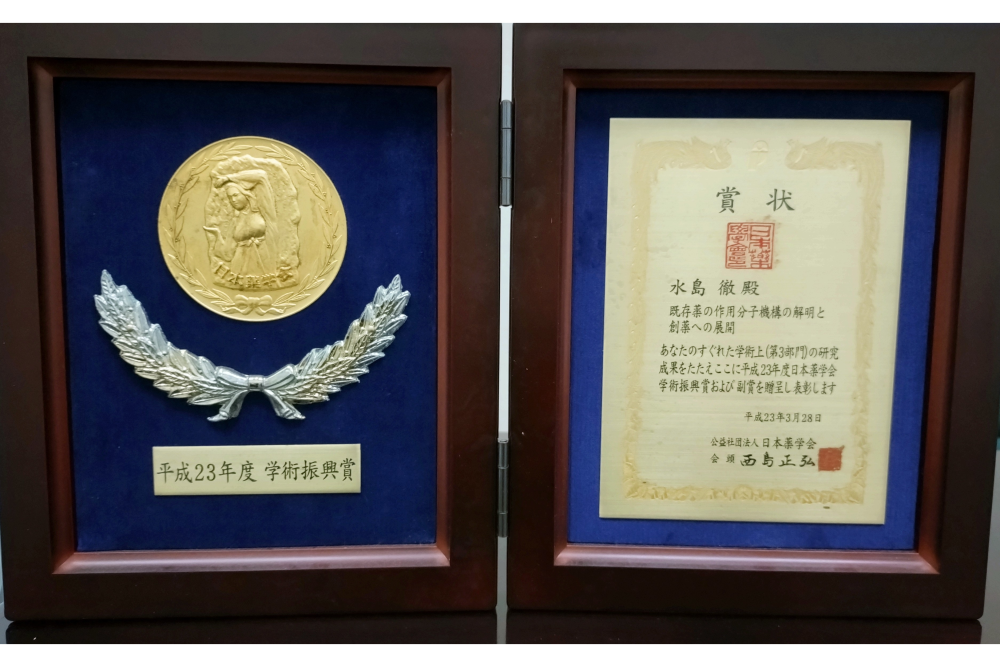 日本薬学会
平成23年度 学術振興賞
賞状
日本薬
学會印
水島 徹 殿
既存薬の作用分子機構の解明と
創薬への展開
あなたのすぐれた学術上(第3部門)の研究
成果をたたえここに平成23年度日本薬学会
学術振興賞および副賞を贈呈し表彰します
平成23年3月28日
公益社団法人 日本薬学会
会頭 西島正弘